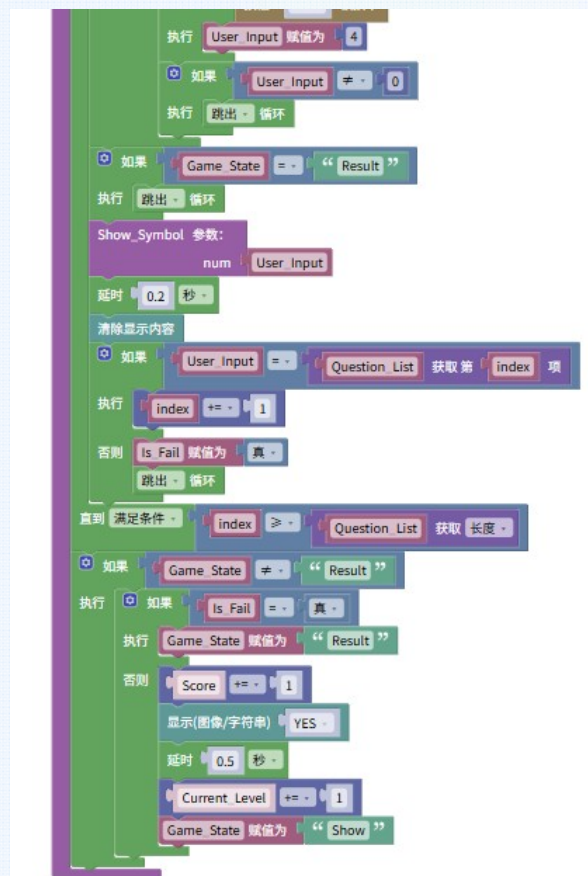 执行 User_Input 赋值为 4
如果 User_Input ≠ 0
执行 跳出 循环
如果 Game_State = “ Result ”
执行 跳出 循环
Show_Symbol 参数:
num User_Input
延时 0.2 秒
清除显示内容
如果 User_Input = Question_List 获取 第 index 项
执行 index += 1
否则 Is_Fail 赋值为 真
跳出 循环
直到 满足条件 index ≥ Question_List 获取 长度
如果 Game_State ≠ “ Result ”
执行 如果 Is_Fail = 真
执行 Game_State 赋值为 “ Result ”
否则 Score += 1
显示(图像/字符串) YES
延时 0.5 秒
Current_Level += 1
Game_State 赋值为 “ Show ”